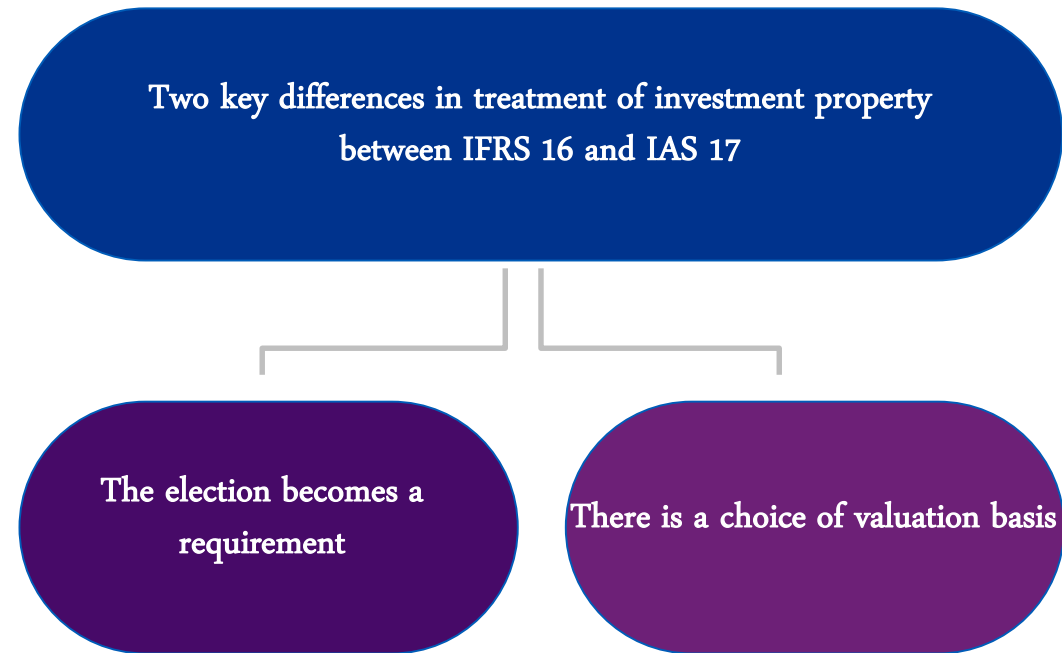 Two key differences in treatment of investment property
between IFRS 16 and IAS 17
The election becomes a
requirement
There is a choice of valuation basis